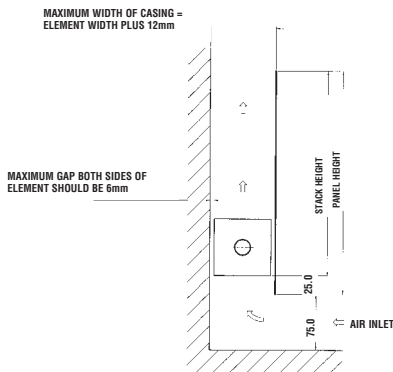 MAXIMUM WIDTH OF CASING =
ELEMENT WIDTH PLUS 12mm
MAXIMUM GAP BOTH SIDES OF
ELEMENT SHOULD BE 6mm
STACK HEIGHT
PANEL HEIGHT
25.0
75.0
AIR INLET